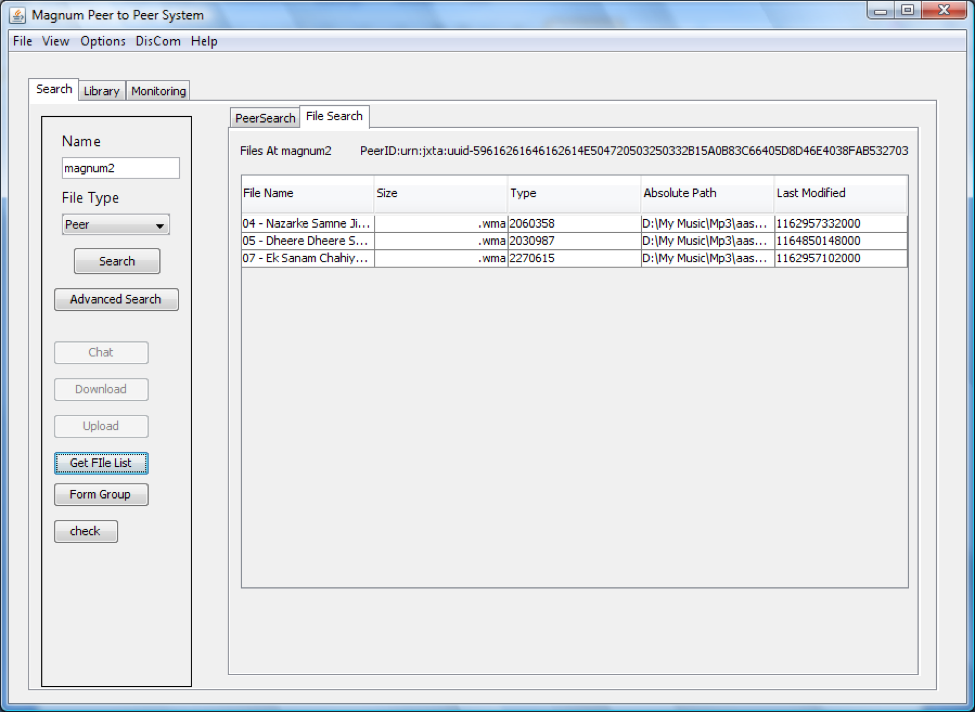 Magnum Peer to Peer System
File View Options DisCom Help
Search Library Monitoring
PeerSearch File Search
Name
magnum2
File Type
Peer
Search
Advanced Search
Chat
Download
Upload
Get FIle List
Form Group
check
Files At magnum2 PeerID:urn:jxta:uuid-59616261646162614E504720503250332B15A0B83C66405D8D46E4038FAB532703
File Name Size Type Absolute Path Last Modified
04 - Nazarke Samne Ji... .wma 2060358 D:\My Music\Mp3\aas... 1162957332000
05 - Dheere Dheere S... .wma 2030987 D:\My Music\Mp3\aas... 1164850148000
07 - Ek Sanam Chahiy... .wma 2270615 D:\My Music\Mp3\aas... 1162957102000